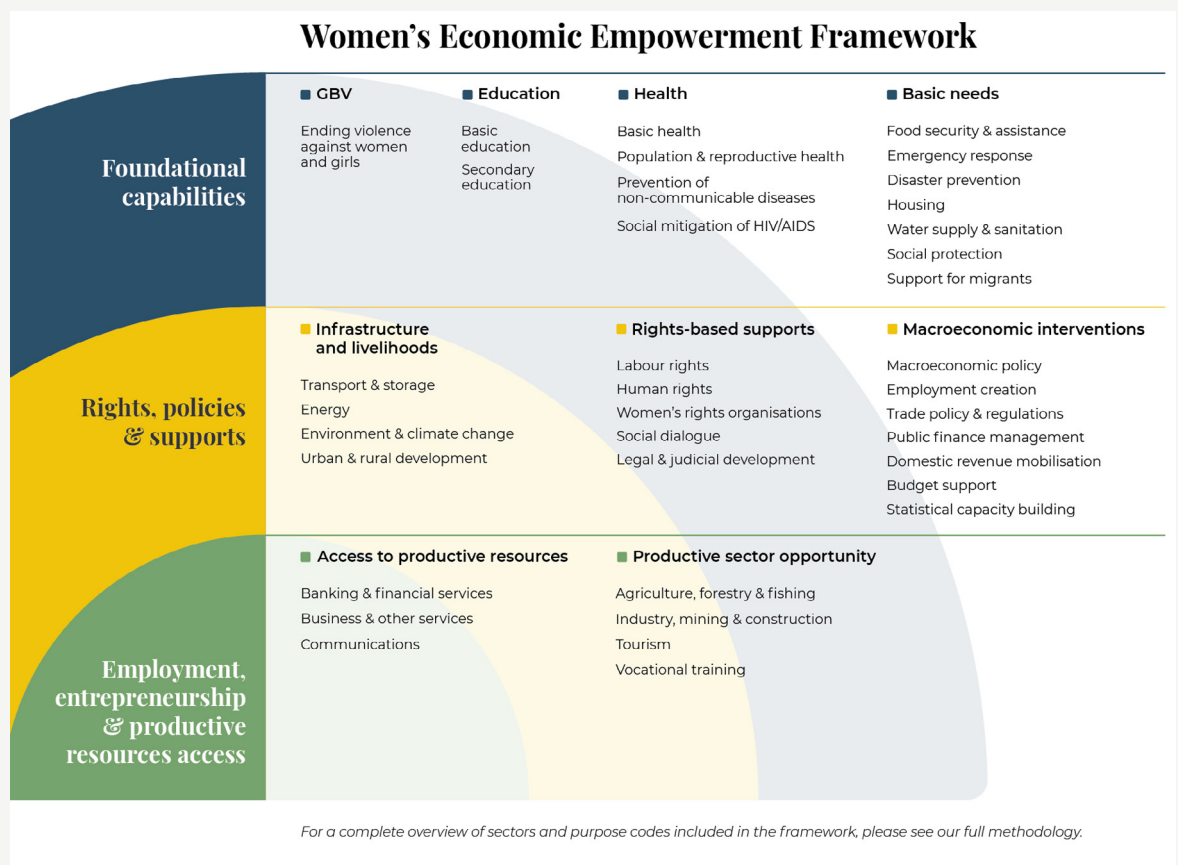 Women's Economic Empowerment Framework
Foundational
capabilities
GBV
Ending violence
against women
and girls
Education
Basic
education
Secondary
education
Health
Basic health
Population & reproductive health
Prevention of
non-communicable diseases
Social mitigation of HIV/AIDS
Basic needs
Food security & assistance
Emergency response
Disaster prevention
Housing
Water supply & sanitation
Social protection
Support for migrants
Rights, policies
& supports
Infrastructure
and livelihoods
Transport & storage
Energy
Environment & climate change
Urban & rural development
Rights-based supports
Labour rights
Human rights
Women's rights organisations
Social dialogue
Legal & judicial development
Macroeconomic interventions
Macroeconomic policy
Employment creation
Trade policy & regulations
Public finance management
Domestic revenue mobilisation
Budget support
Statistical capacity building
Employment,
entrepreneurship
& productive
resources access
Access to productive resources
Banking & financial services
Business & other services
Communications
Productive sector opportunity
Agriculture, forestry & fishing
Industry, mining & construction
Tourism
Vocational training
For a complete overview of sectors and purpose codes included in the framework, please see our full methodology.